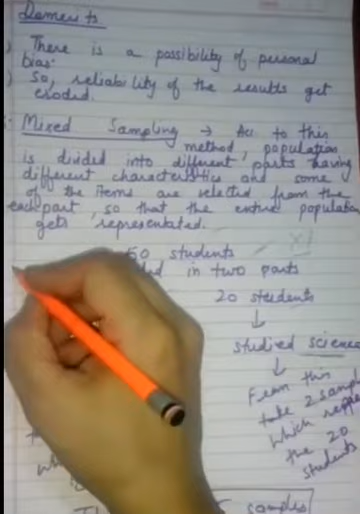 Demerits
) There is a possibility of personal
bias.
) So, reliability of the results get
eroded.
Mixed Sampling → Acc to this
method, population
is divided into different parts having
different characteristics and some
of the items are selected from the
each part, so that the entire population
gets represented.
50 students
in two parts
20 students
↓
studied science
↓
From this
take 2 sampl
which repre
the 20
students
samples